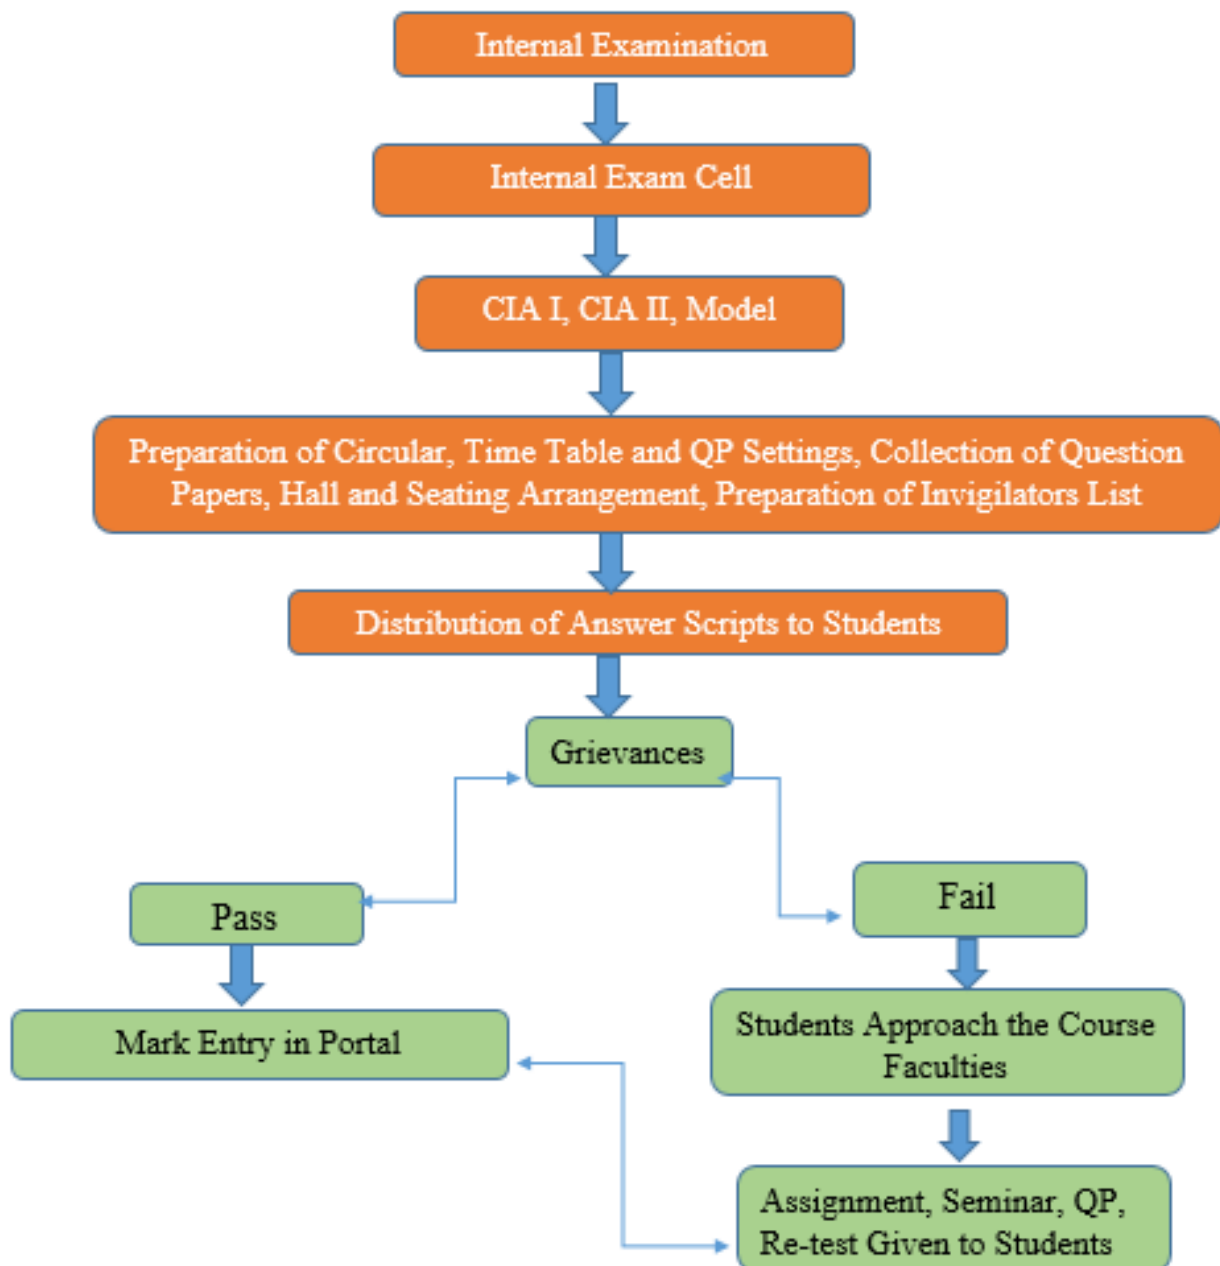 Internal Examination
Internal Exam Cell
CIA I, CIA II, Model
Preparation of Circular, Time Table and QP Settings, Collection of Question
Papers, Hall and Seating Arrangement, Preparation of Invigilators List
Distribution of Answer Scripts to Students
Grievances
Pass
Fail
Mark Entry in Portal
Students Approach the Course
Faculties
Assignment, Seminar, QP,
Re-test Given to Students